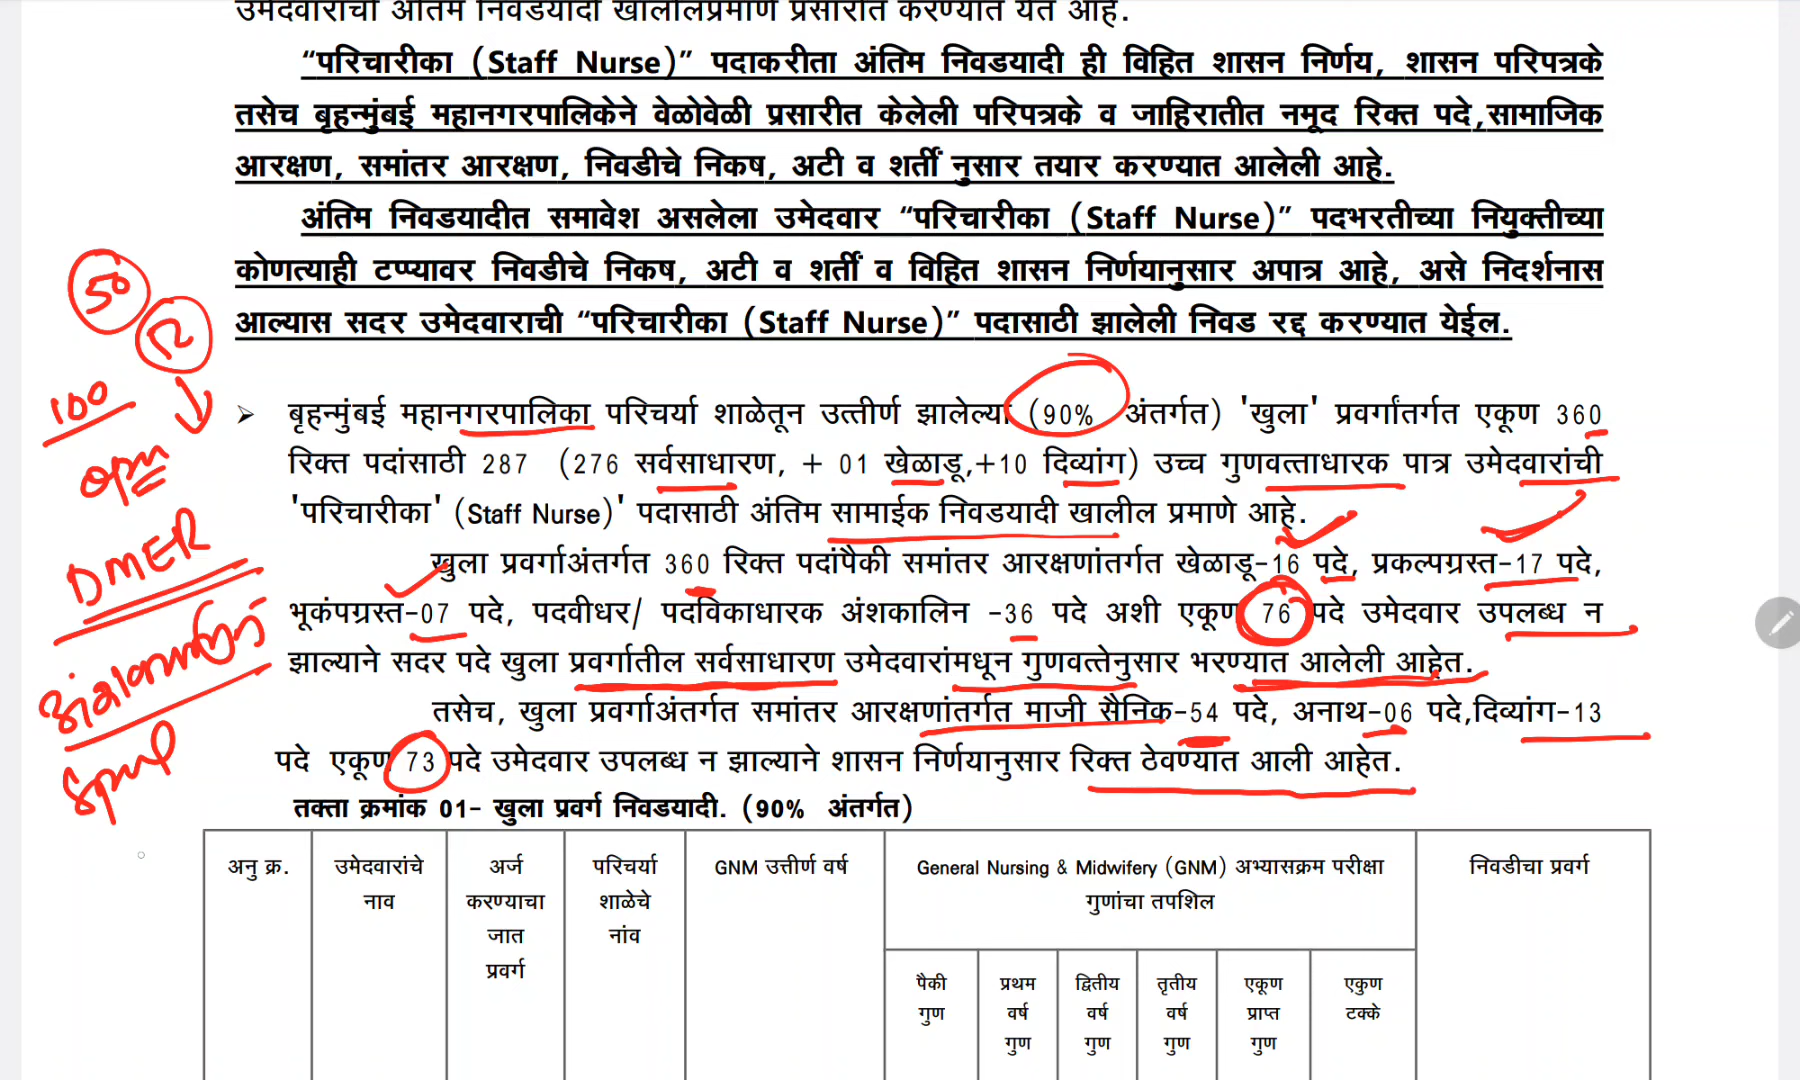 उमेदवारांची अंतिम निवडयादी खालीलप्रमाणे प्रसारीत करण्यात येत आहे.
“परिचारीका (Staff Nurse)” पदाकरीता अंतिम निवडयादी ही विहित शासन निर्णय, शासन परिपत्रके
तसेच बृहन्मुंबई महानगरपालिकेने वेळोवेळी प्रसारीत केलेली परिपत्रके व जाहिरातीत नमूद रिक्त पदे,सामाजिक
आरक्षण, समांतर आरक्षण, निवडीचे निकष, अटी व शर्ती नुसार तयार करण्यात आलेली आहे.
अंतिम निवडयादीत समावेश असलेला उमेदवार “परिचारीका (Staff Nurse)” पदभरतीच्या नियुक्तीच्या
कोणत्याही टप्प्यावर निवडीचे निकष, अटी व शर्ती व विहित शासन निर्णयानुसार अपात्र आहे, असे निदर्शनास
आल्यास सदर उमेदवाराची “परिचारीका (Staff Nurse)” पदासाठी झालेली निवड रद्द करण्यात येईल.
50
12
100
➢ बृहन्मुंबई महानगरपालिका परिचर्या शाळेतून उत्तीर्ण झालेल्या (90% अंतर्गत) 'खुला' प्रवर्गांतर्गत एकूण 360
रिक्त पदांसाठी 287 (276 सर्वसाधारण, + 01 खेळाडू,+10 दिव्यांग) उच्च गुणवत्ताधारक पात्र उमेदवारांची
'परिचारीका' (Staff Nurse)' पदासाठी अंतिम सामाईक निवडयादी खालील प्रमाणे आहे.
DMER
खुला प्रवर्गाअंतर्गत 360 रिक्त पदांपैकी समांतर आरक्षणांतर्गत खेळाडू-16 पदे, प्रकल्पग्रस्त-17 पदे,
भूकंपग्रस्त-07 पदे, पदवीधर/ पदविकाधारक अंशकालिन -36 पदे अशी एकूण 76 पदे उमेदवार उपलब्ध न
झाल्याने सदर पदे खुला प्रवर्गातील सर्वसाधारण उमेदवारांमधून गुणवत्तेनुसार भरण्यात आलेली आहेत.
तसेच, खुला प्रवर्गाअंतर्गत समांतर आरक्षणांतर्गत माजी सैनिक-54 पदे, अनाथ-06 पदे,दिव्यांग-13
पदे एकूण 73 पदे उमेदवार उपलब्ध न झाल्याने शासन निर्णयानुसार रिक्त ठेवण्यात आली आहेत.
तक्ता क्रमांक 01- खुला प्रवर्ग निवडयादी. (90% अंतर्गत)
अनु क्र.
उमेदवारांचे
नाव
अर्ज
करण्याचा
जात
प्रवर्ग
परिचर्या
शाळेचे
नांव
GNM उत्तीर्ण वर्ष
General Nursing & Midwifery (GNM) अभ्यासक्रम परीक्षा
गुणांचा तपशिल
निवडीचा प्रवर्ग
पैकी
गुण
प्रथम
वर्ष
गुण
द्वितीय
वर्ष
गुण
तृतीय
वर्ष
गुण
एकूण
प्राप्त
गुण
एकुण
टक्के